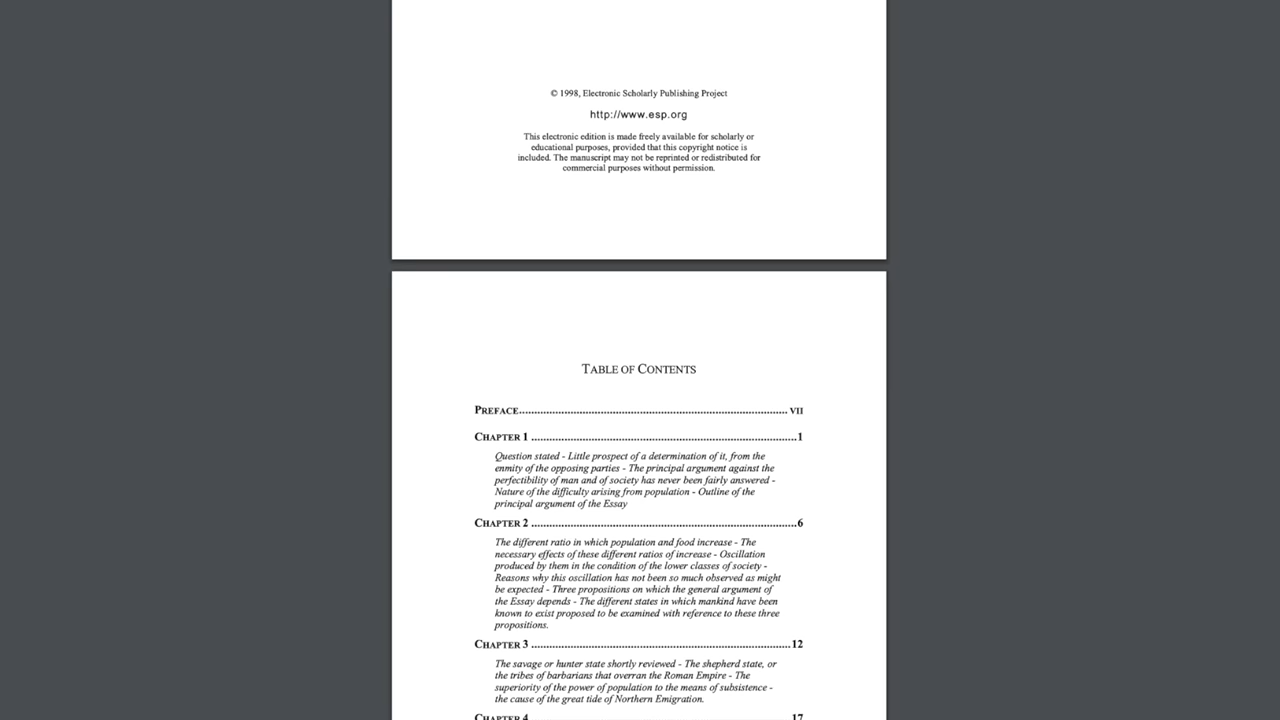 © 1998, Electronic Scholarly Publishing Project
http://www.esp.org
This electronic edition is made freely available for scholarly or
educational purposes, provided that this copyright notice is
included. The manuscript may not be reprinted or redistributed for
commercial purposes without permission.
TABLE OF CONTENTS
PREFACE......................................................................................... VII
CHAPTER 1 .........................................................................................1
Question stated - Little prospect of a determination of it, from the
enmity of the opposing parties - The principal argument against the
perfectibility of man and of society has never been fairly answered -
Nature of the difficulty arising from population - Outline of the
principal argument of the Essay
CHAPTER 2 .........................................................................................6
The different ratio in which population and food increase - The
necessary effects of these different ratios of increase - Oscillation
produced by them in the condition of the lower classes of society -
Reasons why this oscillation has not been so much observed as might
be expected - Three propositions on which the general argument of
the Essay depends - The different states in which mankind have been
known to exist proposed to be examined with reference to these three
propositions.
CHAPTER 3 .......................................................................................12
The savage or hunter state shortly reviewed - The shepherd state, or
the tribes of barbarians that overran the Roman Empire - The
superiority of the power of population to the means of subsistence -
the cause of the great tide of Northern Emigration.
CHAPTER 4 .......................................................................................17